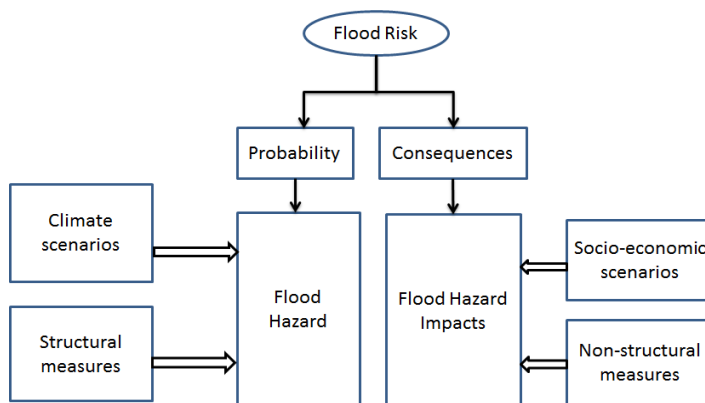 Flood Risk
Probability
Consequences
Climate
scenarios
Structural
measures
Flood
Hazard
Flood Hazard
Impacts
Socio-economic
scenarios
Non-structural
measures